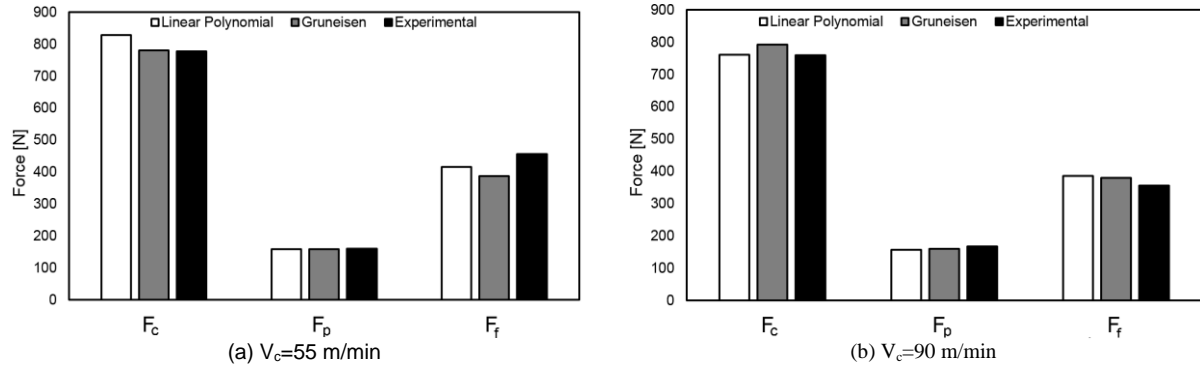 Linear Polynomial Gruneisen Experimental
Force [N]
900
800
700
600
500
400
300
200
100
0
Fc Fp Ff
(a) Vc=55 m/min
Linear Polynomial Gruneisen Experimental
Force [N]
900
800
700
600
500
400
300
200
100
0
Fc Fp Ff
(b) Vc=90 m/min